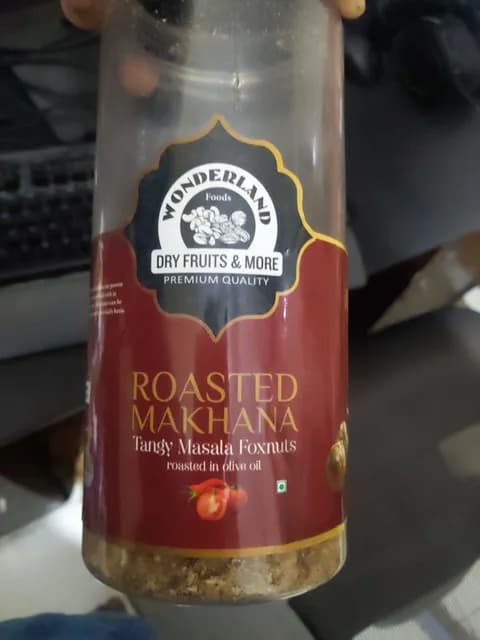 WONDERLAND
Foods
DRY FRUITS & MORE
PREMIUM QUALITY
ROASTED
MAKHANA
Tangy Masala Foxnuts
roasted in olive oil